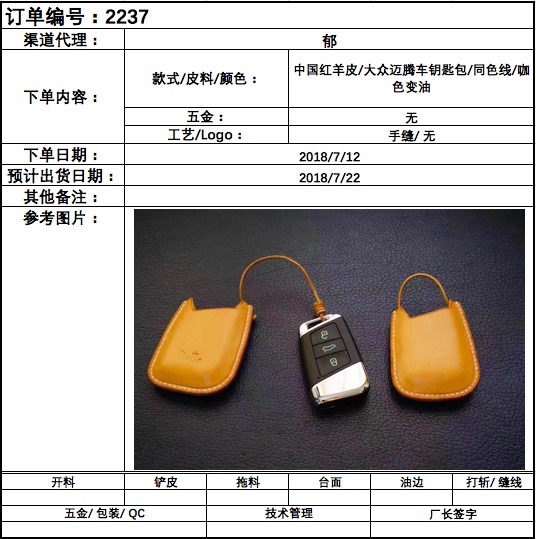 订单编号：2237
渠道代理：
郁
下单内容：
款式/皮料/颜色：
中国红羊皮/大众迈腾车钥匙包/同色线/咖
色变油
五金：
无
工艺/Logo：
手缝/ 无
下单日期：
2018/7/12
预计出货日期：
2018/7/22
其他备注：
参考图片：
开料 铲皮 拖料 台面 油边 打斩/ 缝线
五金/ 包装/ QC 技术管理 厂长签字